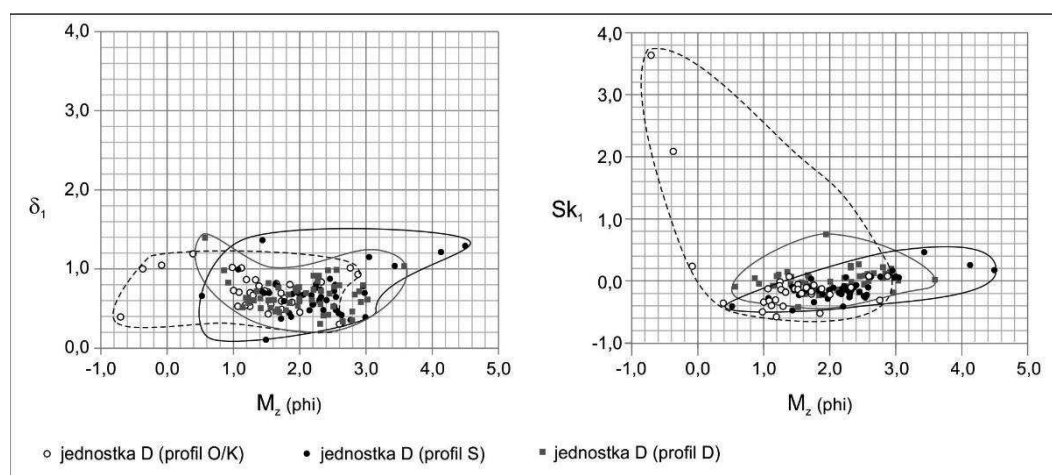 4,0
3,0
2,0
1,0
0,0
δ₁
-1,0 0,0 1,0 2,0 3,0 4,0 5,0
M_z (phi)
4,0
3,0
2,0
1,0
0,0
-1,0
Sk₁
-1,0 0,0 1,0 2,0 3,0 4,0 5,0
M_z (phi)
jednostka D (profil O/K) jednostka D (profil S) jednostka D (profil D)